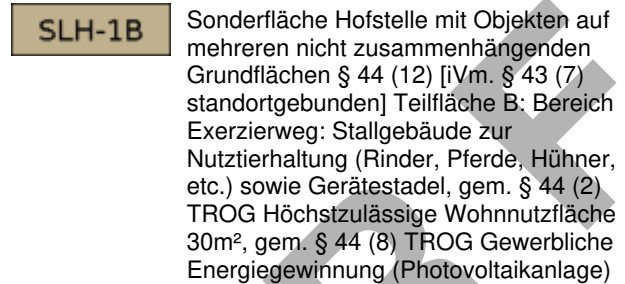 SLH-1B
Sonderfläche Hofstelle mit Objekten auf
mehreren nicht zusammenhängenden
Grundflächen § 44 (12) [iVm. § 43 (7)
standortgebunden] Teilfläche B: Bereich
Exerzierweg: Stallgebäude zur
Nutztierhaltung (Rinder, Pferde, Hühner,
etc.) sowie Gerätestadel, gem. § 44 (2)
TROG Höchstzulässige Wohnnutzfläche
30m², gem. § 44 (8) TROG Gewerbliche
Energiegewinnung (Photovoltaikanlage)